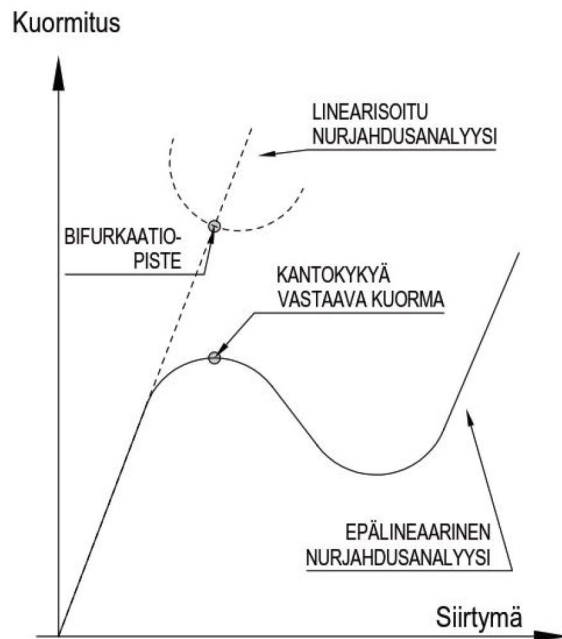 Kuormitus
LINEARISOITU
NURJAHDUSANALYYSI
BIFURKAATIO-
PISTE
KANTOKYKYÄ
VASTAAVA KUORMA
EPÄLINEAARINEN
NURJAHDUSANALYYSI
Siirtymä